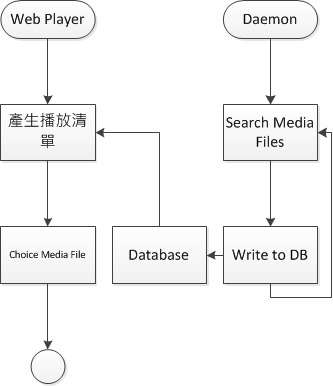 Web Player
Daemon
產生播放清
單
Search Media
Files
Choice Media File
Database
Write to DB